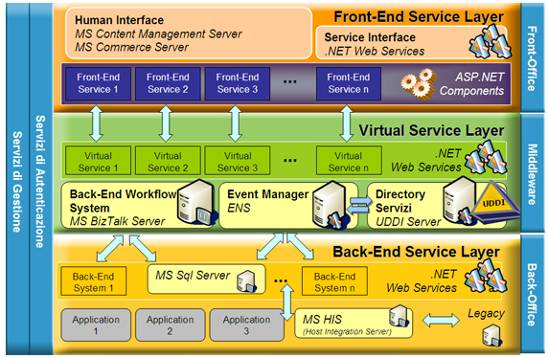 Servizi di Gestione
Servizi di Autenticazione
Front-End Service Layer
Human Interface
MS Content Management Server
MS Commerce Server
Service Interface
.NET Web Services
Front-End Service 1
Front-End Service 2
Front-End Service 3
...
Front-End Service n
ASP.NET Components
Front-Office
Virtual Service Layer
Virtual Service 1
Virtual Service 2
Virtual Service 3
...
Virtual Service n
.NET Web Services
Back-End Workflow System
MS BizTalk Server
Event Manager
ENS
Directory Servizi
UDDI Server
UDDI
Middleware
Back-End Service Layer
Back-End System 1
MS Sql Server
...
Back-End System n
.NET Web Services
Application 1
Application 2
Application 3
MS HIS
(Host Integration Server)
Legacy
Back-Office